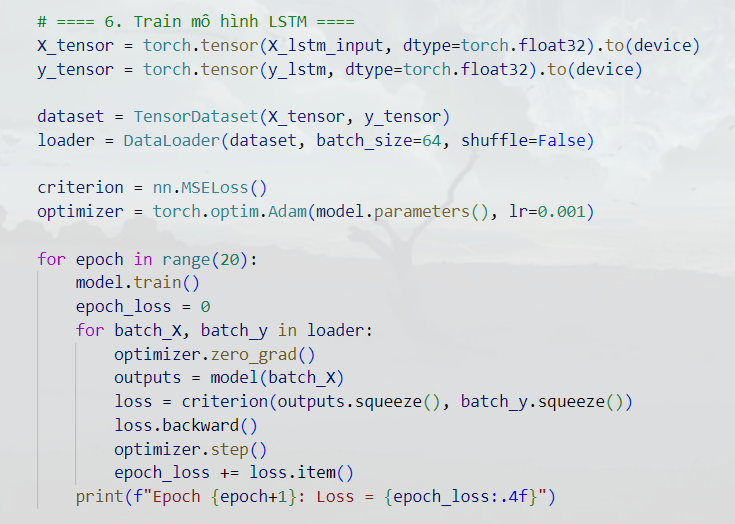 # ==== 6. Train mô hình LSTM ====
X_tensor = torch.tensor(X_lstm_input, dtype=torch.float32).to(device)
y_tensor = torch.tensor(y_lstm, dtype=torch.float32).to(device)

dataset = TensorDataset(X_tensor, y_tensor)
loader = DataLoader(dataset, batch_size=64, shuffle=False)

criterion = nn.MSELoss()
optimizer = torch.optim.Adam(model.parameters(), lr=0.001)

for epoch in range(20):
    model.train()
    epoch_loss = 0
    for batch_X, batch_y in loader:
        optimizer.zero_grad()
        outputs = model(batch_X)
        loss = criterion(outputs.squeeze(), batch_y.squeeze())
        loss.backward()
        optimizer.step()
        epoch_loss += loss.item()
    print(f"Epoch {epoch+1}: Loss = {epoch_loss:.4f}")